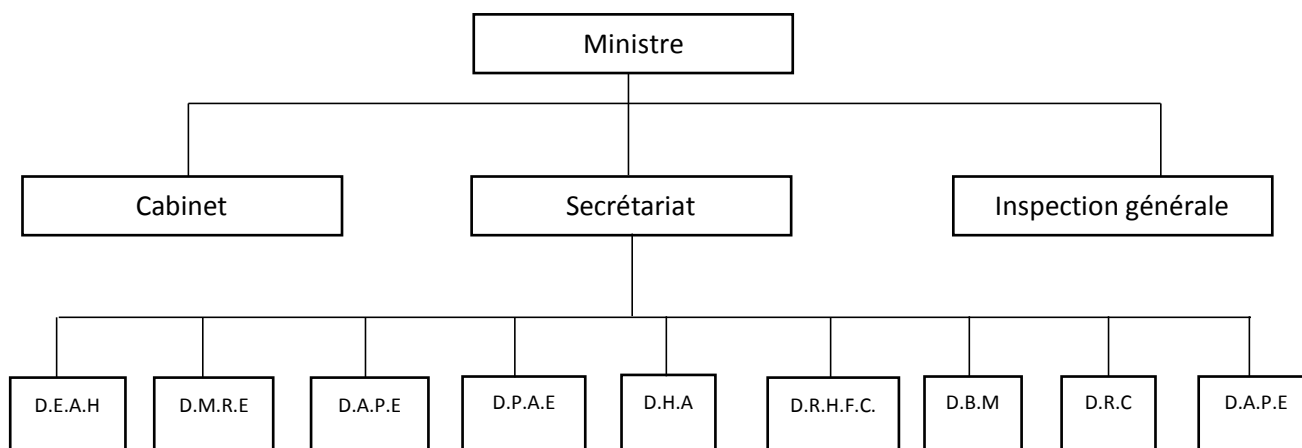 Ministre
Cabinet
Secrétariat
Inspection générale
D.E.A.H
D.M.R.E
D.A.P.E
D.P.A.E
D.H.A
D.R.H.F.C.
D.B.M
D.R.C
D.A.P.E